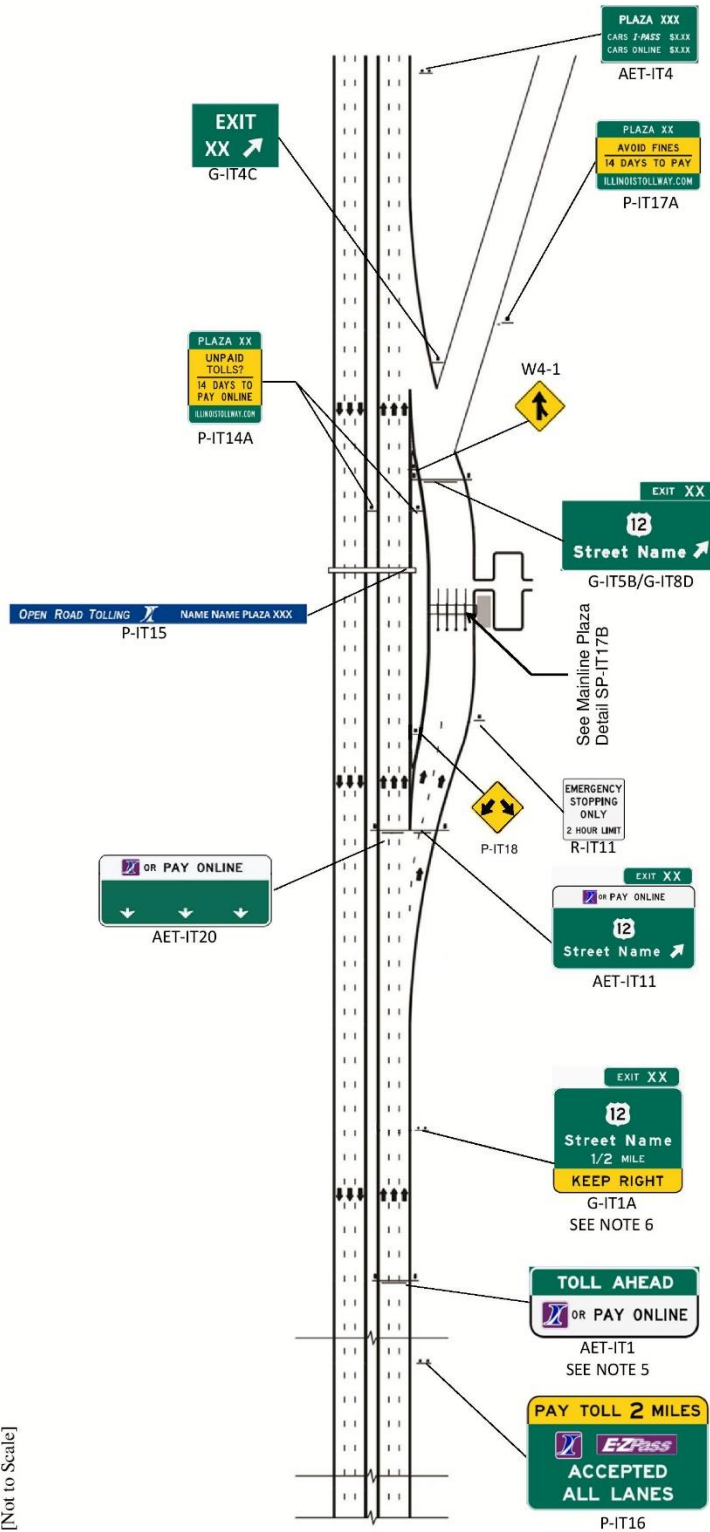 PLAZA XXX
CARS I-PASS $X.XX
CARS ONLINE $X.XX
AET-IT4
EXIT
XX
G-IT4C
PLAZA XX
AVOID FINES
14 DAYS TO PAY
ILLINOISTOLLWAY.COM
P-IT17A
PLAZA XX
UNPAID
TOLLS?
14 DAYS TO
PAY ONLINE
ILLINOISTOLLWAY.COM
P-IT14A
W4-1
EXIT XX
12
Street Name
G-IT5B/G-IT8D
OPEN ROAD TOLLING NAME NAME PLAZA XXX
P-IT15
See Mainline Plaza
Detail SP-IT17B
EMERGENCY
STOPPING
ONLY
2 HOUR LIMIT
R-IT11
P-IT18
OR PAY ONLINE
AET-IT20
EXIT XX
OR PAY ONLINE
12
Street Name
AET-IT11
EXIT XX
12
Street Name
1/2 MILE
KEEP RIGHT
G-IT1A
SEE NOTE 6
TOLL AHEAD
OR PAY ONLINE
AET-IT1
SEE NOTE 5
PAY TOLL 2 MILES
E-ZPass
ACCEPTED
ALL LANES
P-IT16
[Not to Scale]